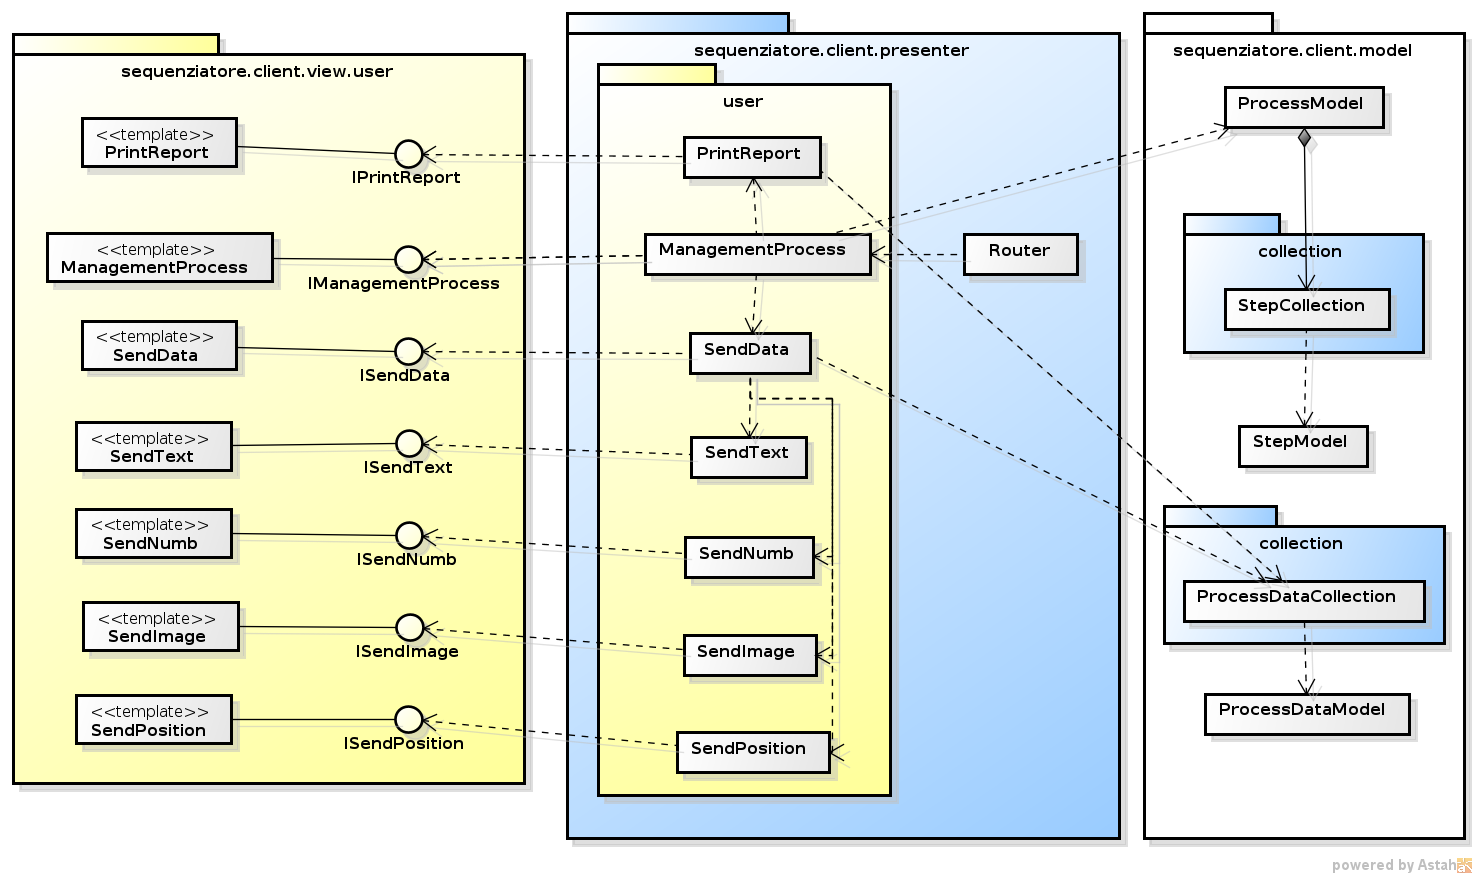 sequenziatore.client.view.user
<<template>>
PrintReport
IPrintReport
<<template>>
ManagementProcess
IManagementProcess
<<template>>
SendData
ISendData
<<template>>
SendText
ISendText
<<template>>
SendNumb
ISendNumb
<<template>>
SendImage
ISendImage
<<template>>
SendPosition
ISendPosition
sequenziatore.client.presenter
user
PrintReport
ManagementProcess
Router
SendData
SendText
SendNumb
SendImage
SendPosition
sequenziatore.client.model
ProcessModel
collection
StepCollection
StepModel
collection
ProcessDataCollection
ProcessDataModel
powered by Astah